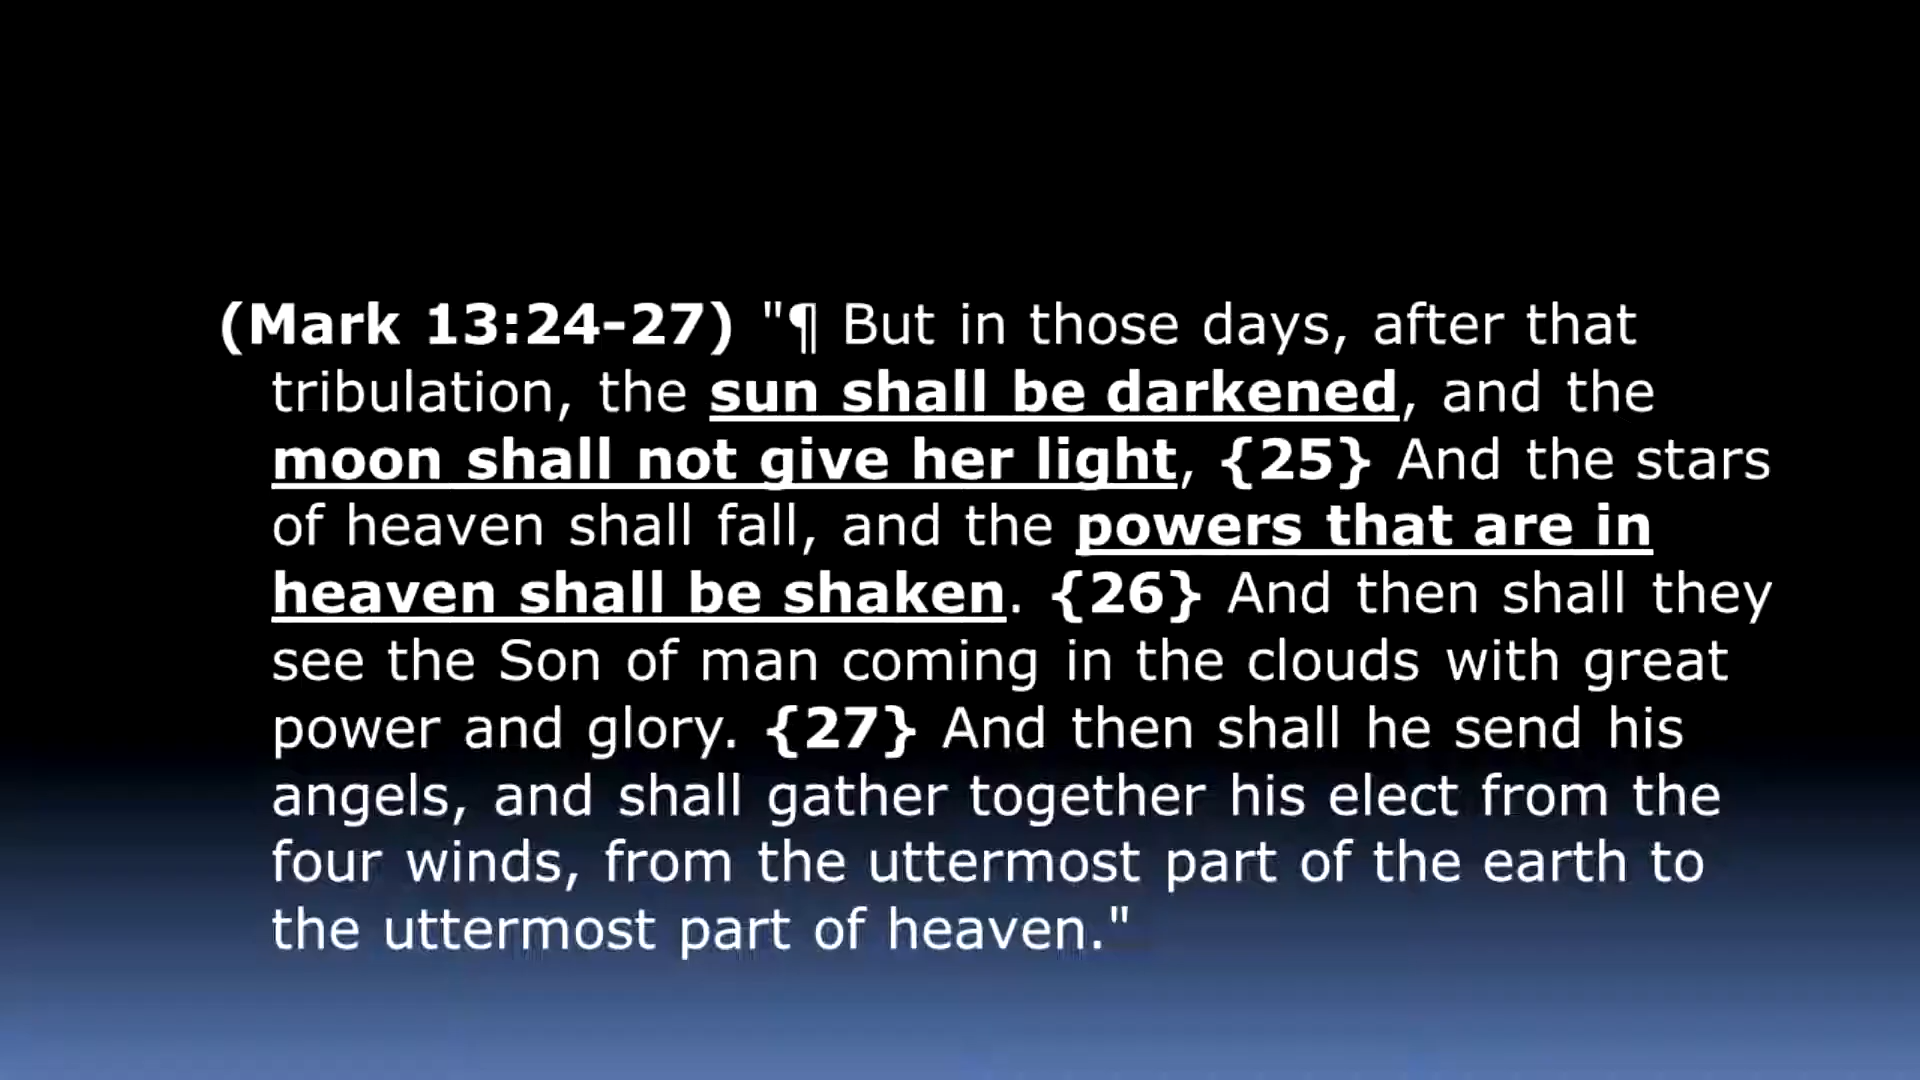 (Mark 13:24-27) "¶ But in those days, after that
tribulation, the sun shall be darkened, and the
moon shall not give her light, {25} And the stars
of heaven shall fall, and the powers that are in
heaven shall be shaken. {26} And then shall they
see the Son of man coming in the clouds with great
power and glory. {27} And then shall he send his
angels, and shall gather together his elect from the
four winds, from the uttermost part of the earth to
the uttermost part of heaven."